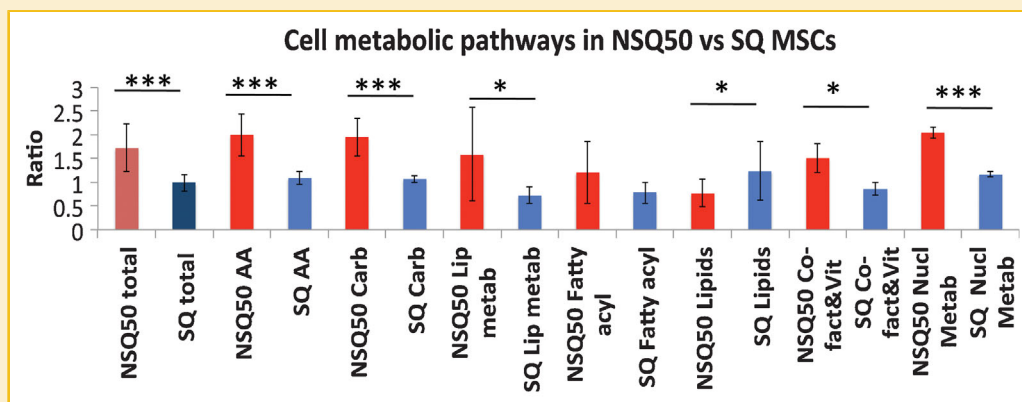 Cell metabolic pathways in NSQ50 vs SQ MSCs
***
***
***
*
*
*
***
Ratio
3
2.5
2
1.5
1
0.5
0
NSQ50 total
SQ total
NSQ50 AA
SQ AA
NSQ50 Carb
SQ Carb
NSQ50 Lip
metab
SQ Lip metab
NSQ50 Fatty
acyl
SQ Fatty acyl
NSQ50 Lipids
SQ Lipids
NSQ50 Co-
fact&Vit
SQ Co-
fact&Vit
NSQ50 Nucl
Metab
SQ Nucl
Metab